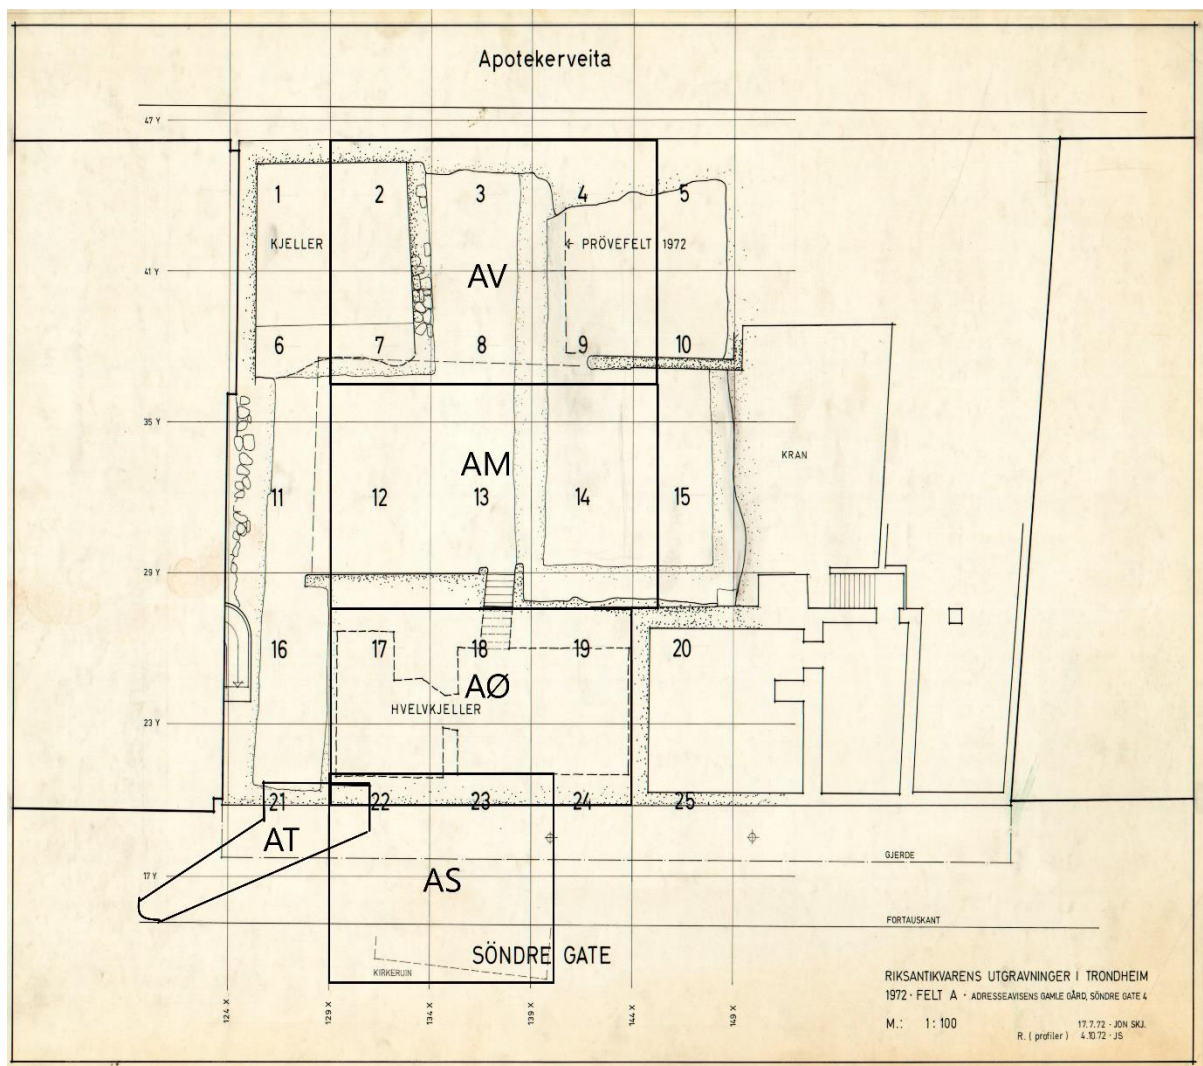 Apotekerveita
47 Y
1 2 3 4 5
KJELLER
← PRÖVEFELT 1972
41 Y
AV
6 7 8 9 10
35 Y
KRAN
AM
11 12 13 14 15
29 Y
16 17 18 19 20
AØ
HVELVKJELLER
23 Y
21 22 23 24 25
AT
GJERDE
17 Y
AS
FORTAUSKANT
SÖNDRE GATE
KIRKERUIN
124 X 129 X 134 X 139 X 144 X 149 X
RIKSANTIKVARENS UTGRAVNINGER I TRONDHEIM
1972 · FELT A · ADRESSEAVISENS GAMLE GÅRD, SÖNDRE GATE 4
M.: 1:100
17.7.72 - JON SKJ.
R. ( profiler ) 4.10.72 - JS